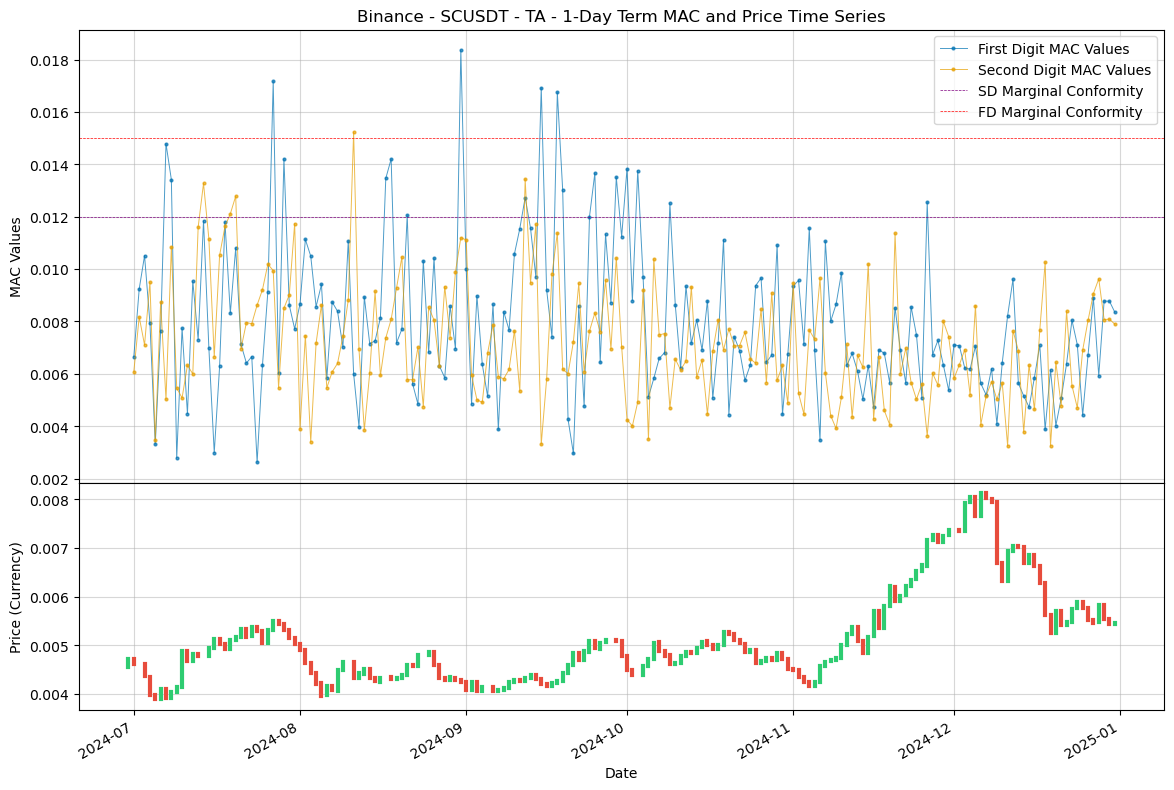 Binance - SCUSDT - TA - 1-Day Term MAC and Price Time Series
First Digit MAC Values
Second Digit MAC Values
SD Marginal Conformity
FD Marginal Conformity
MAC Values
0.018
0.016
0.014
0.012
0.010
0.008
0.006
0.004
0.002
Price (Currency)
0.008
0.007
0.006
0.005
0.004
2024-07
2024-08
2024-09
2024-10
2024-11
2024-12
2025-01
Date